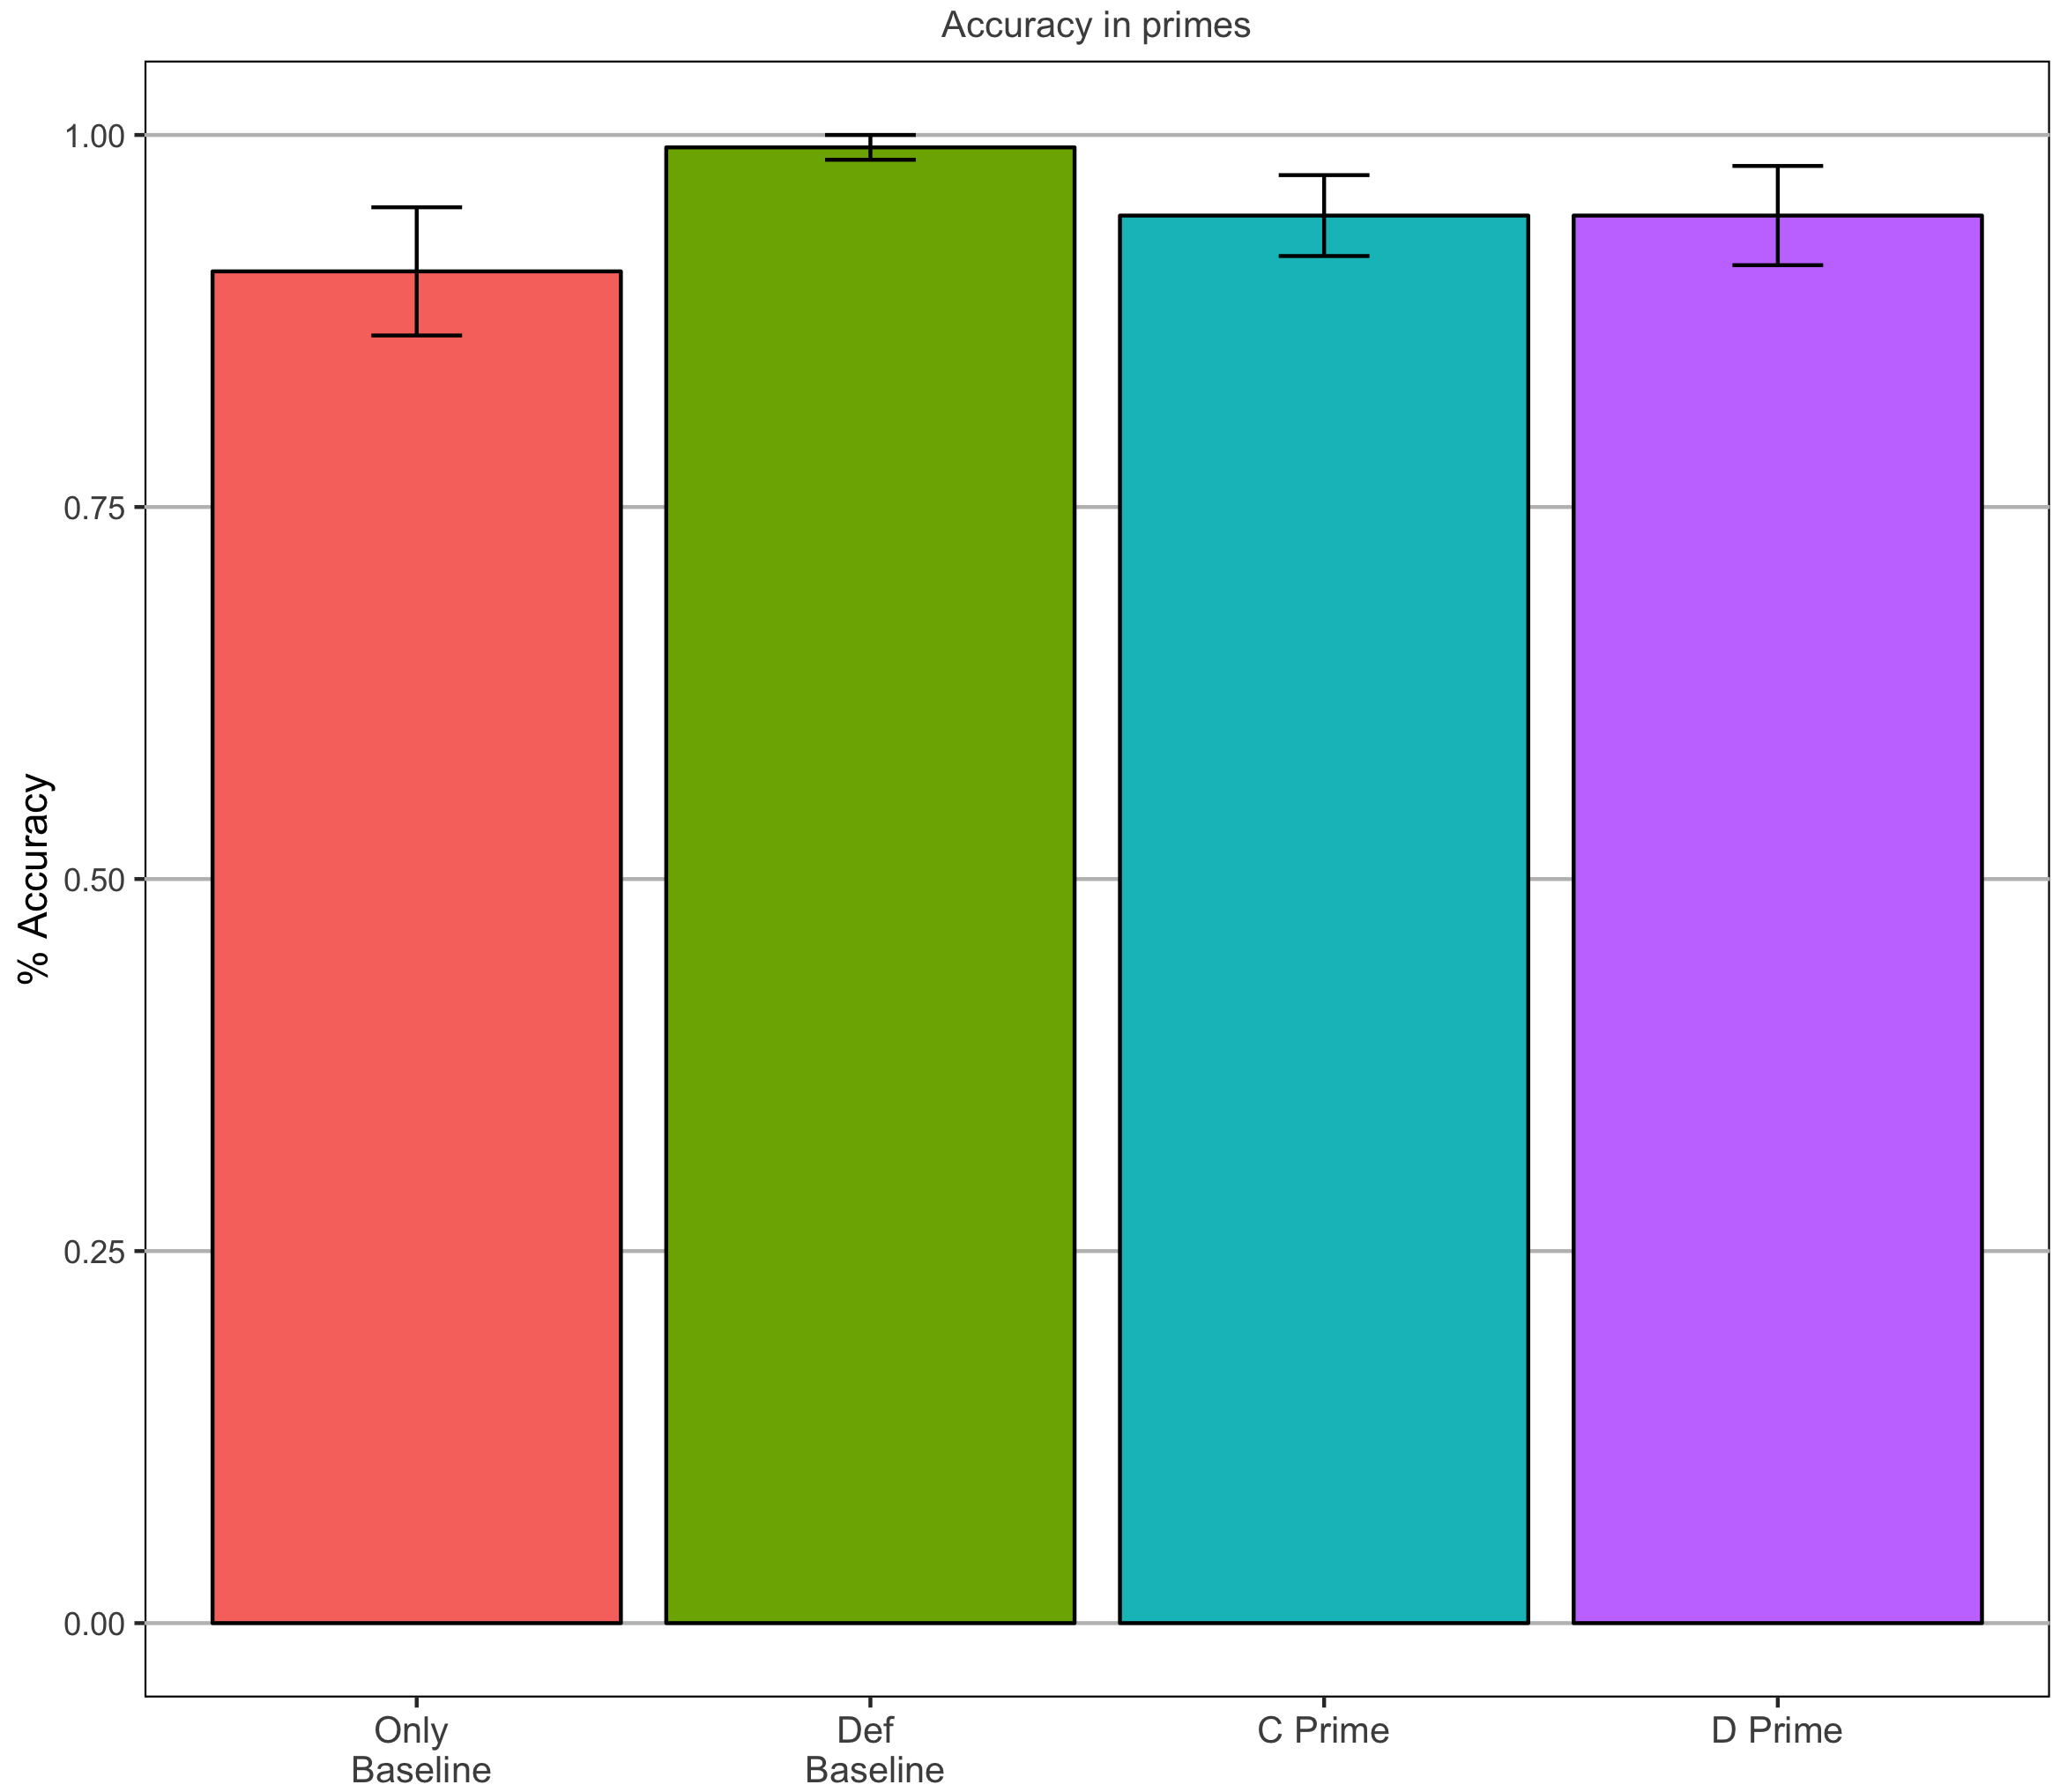 Accuracy in primes
% Accuracy
1.00
0.75
0.50
0.25
0.00
Only
Baseline
Def
Baseline
C Prime
D Prime